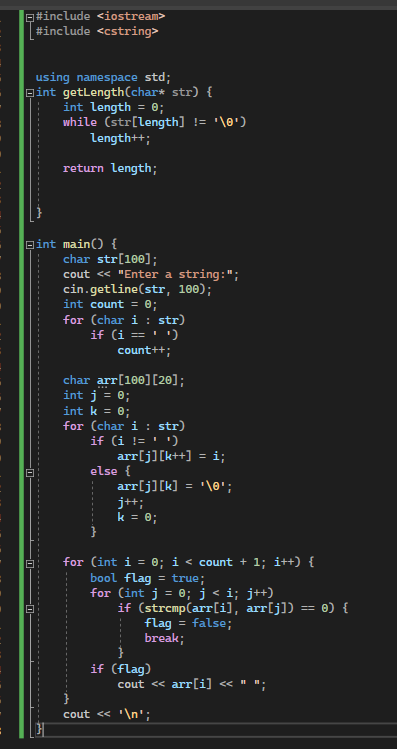 #include <iostream>
#include <cstring>
using namespace std;
int getLength(char* str) {
int length = 0;
while (str[length] != '\0')
length++;
return length;
}
int main() {
char str[100];
cout << "Enter a string:";
cin.getline(str, 100);
int count = 0;
for (char i : str)
if (i == ' ')
count++;
char arr[100][20];
int j = 0;
int k = 0;
for (char i : str)
if (i != ' ')
arr[j][k++] = i;
else {
arr[j][k] = '\0';
j++;
k = 0;
}
for (int i = 0; i < count + 1; i++) {
bool flag = true;
for (int j = 0; j < i; j++)
if (strcmp(arr[i], arr[j]) == 0) {
flag = false;
break;
}
if (flag)
cout << arr[i] << " ";
}
cout << '\n';
}